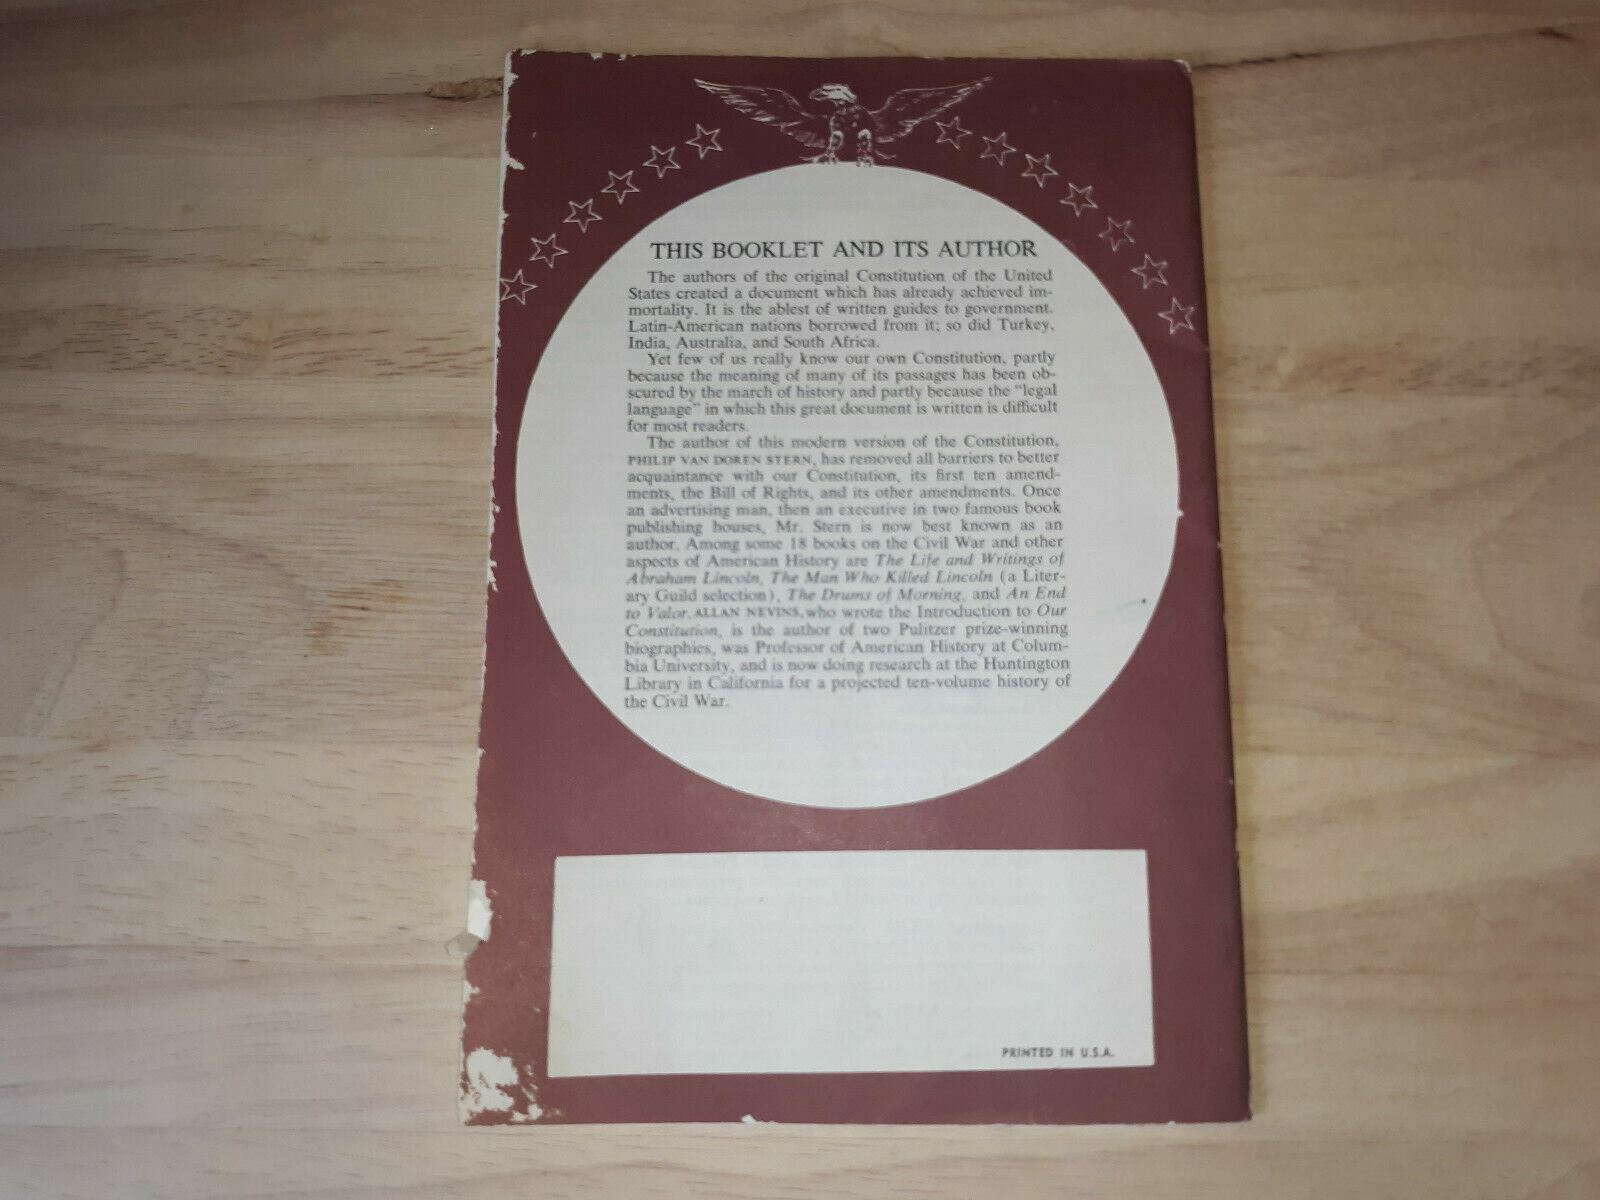 THIS BOOKLET AND ITS AUTHOR
The authors of the original Constitution of the United
States created a document which has already achieved im-
mortality. It is the ablest of written guides to government.
Latin-American nations borrowed from it; so did Turkey,
India, Australia, and South Africa.
Yet few of us really know our own Constitution, partly
because the meaning of many of its passages has been ob-
scured by the march of history and partly because the "legal
language" in which this great document is written is difficult
for most readers.
The author of this modern version of the Constitution,
PHILIP VAN DOREN STERN, has removed all barriers to better
acquaintance with our Constitution, its first ten amend-
ments, the Bill of Rights, and its other amendments. Once
an advertising man, then an executive in two famous book
publishing houses, Mr. Stern is now best known as an
author. Among some 18 books on the Civil War and other
aspects of American History are The Life and Writings of
Abraham Lincoln, The Man Who Killed Lincoln (a Liter-
ary Guild selection), The Drums of Morning, and An End
to Valor. ALLAN NEVINS, who wrote the Introduction to Our
Constitution, is the author of two Pulitzer prize-winning
biographies, was Professor of American History at Colum-
bia University, and is now doing research at the Huntington
Library in California for a projected ten-volume history of
the Civil War.
PRINTED IN U.S.A.